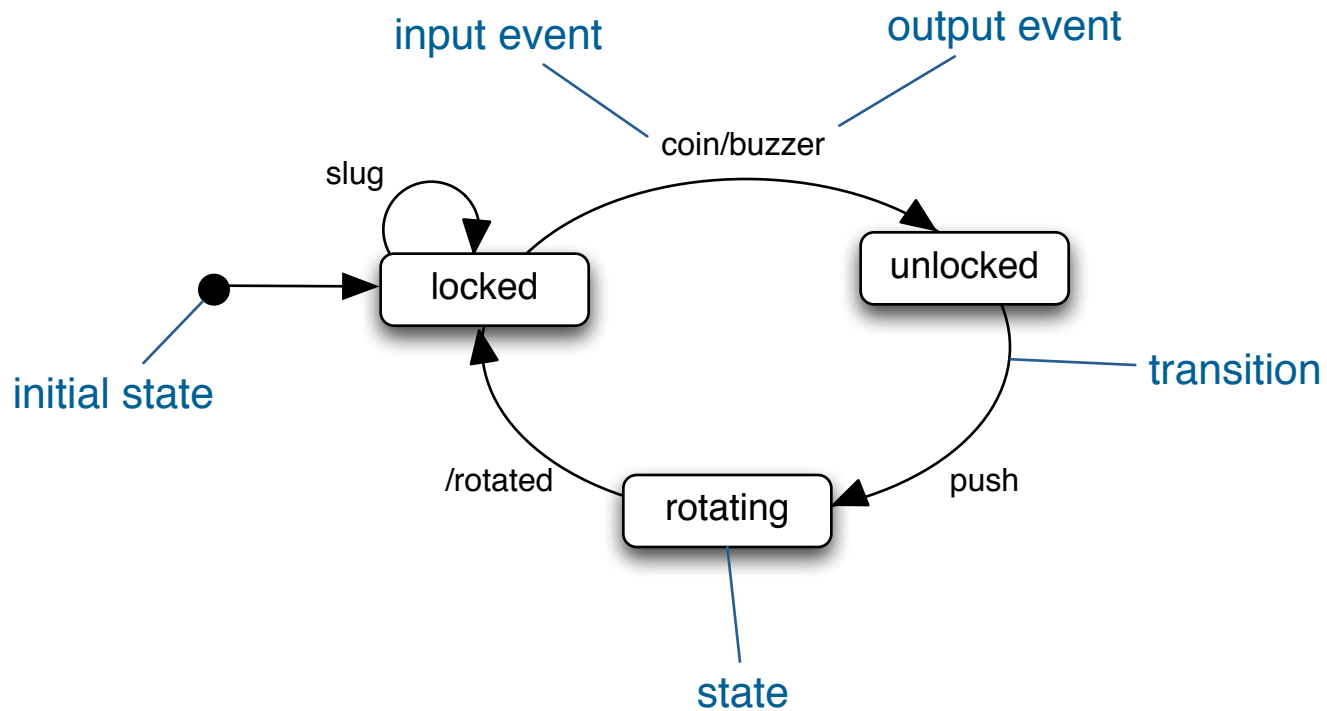 input event
output event
coin/buzzer
slug
unlocked
locked
transition
initial state
/rotated
push
rotating
state